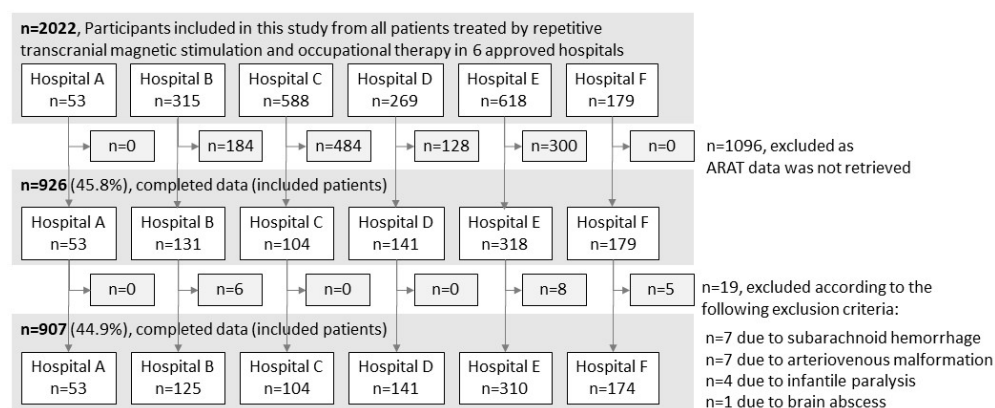 n=2022, Participants included in this study from all patients treated by repetitive
transcranial magnetic stimulation and occupational therapy in 6 approved hospitals
Hospital A
n=53
Hospital B
n=315
Hospital C
n=588
Hospital D
n=269
Hospital E
n=618
Hospital F
n=179
n=0
n=184
n=484
n=128
n=300
n=0
n=1096, excluded as
ARAT data was not retrieved
n=926 (45.8%), completed data (included patients)
Hospital A
n=53
Hospital B
n=131
Hospital C
n=104
Hospital D
n=141
Hospital E
n=318
Hospital F
n=179
n=0
n=6
n=0
n=0
n=8
n=5
n=19, excluded according to the
following exclusion criteria:
n=7 due to subarachnoid hemorrhage
n=7 due to arteriovenous malformation
n=4 due to infantile paralysis
n=1 due to brain abscess
n=907 (44.9%), completed data (included patients)
Hospital A
n=53
Hospital B
n=125
Hospital C
n=104
Hospital D
n=141
Hospital E
n=310
Hospital F
n=174